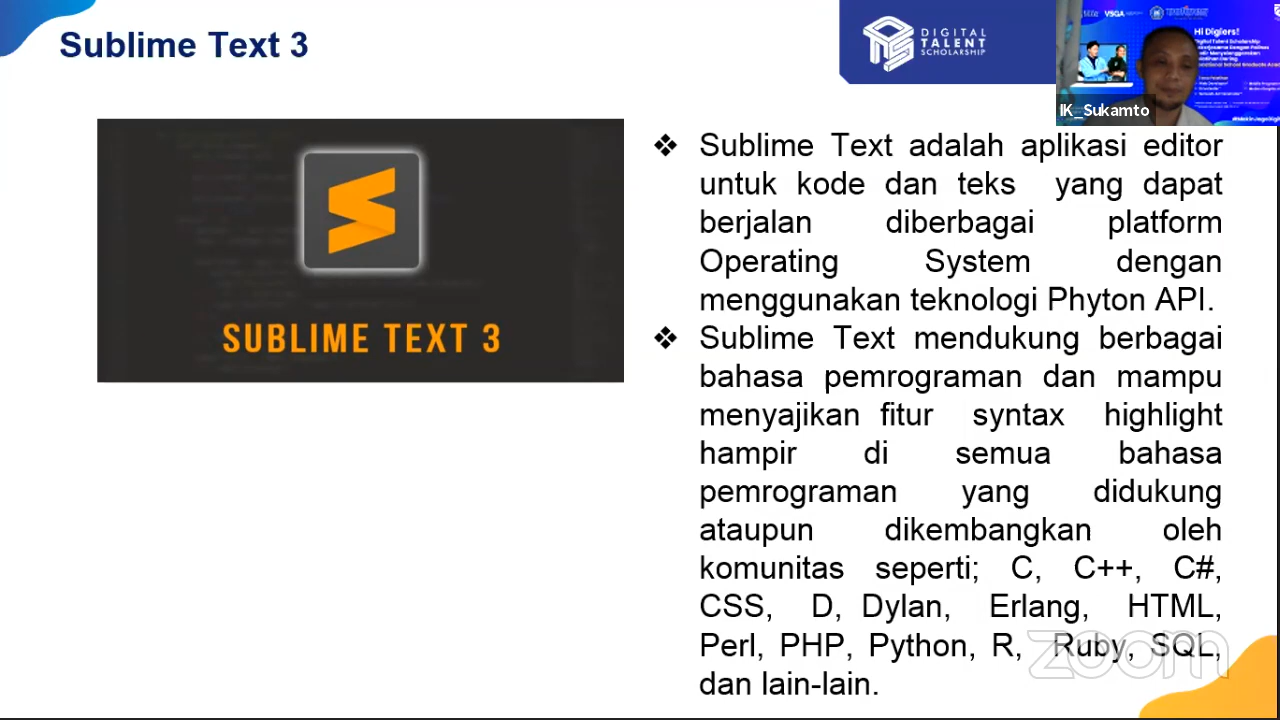 Sublime Text 3
DIGITAL
TALENT
SCHOLARSHIP
VSGA
Hi Digiers!
IK_Sukamto
SUBLIME TEXT 3
❖ Sublime Text adalah aplikasi editor
untuk kode dan teks yang dapat
berjalan diberbagai platform
Operating System dengan
menggunakan teknologi Phyton API.
❖ Sublime Text mendukung berbagai
bahasa pemrograman dan mampu
menyajikan fitur syntax highlight
hampir di semua bahasa
pemrograman yang didukung
ataupun dikembangkan oleh
komunitas seperti; C, C++, C#,
CSS, D, Dylan, Erlang, HTML,
Perl, PHP, Python, R, Ruby, SQL,
dan lain-lain.
zoom